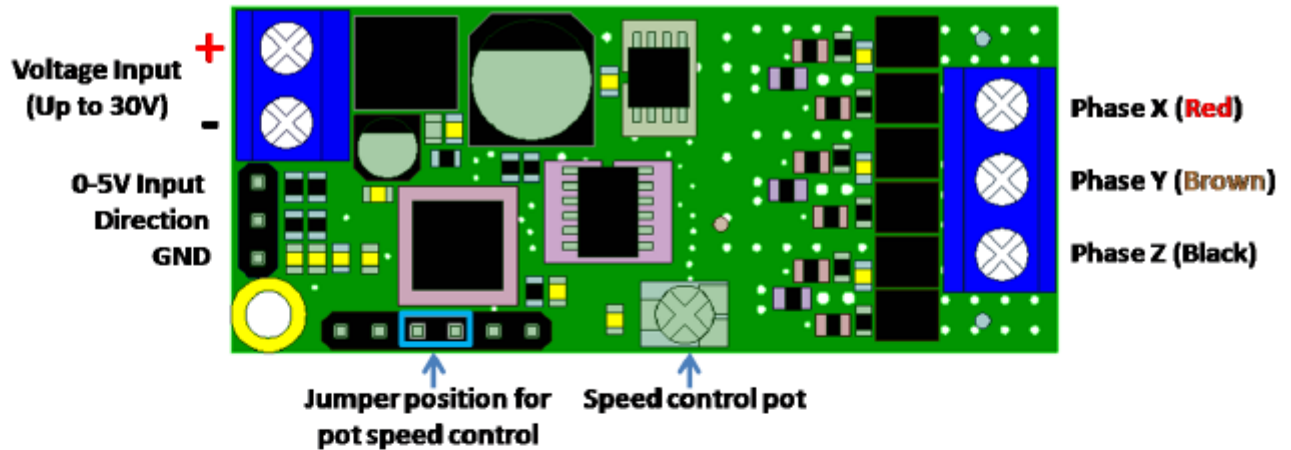 +
Voltage Input
(Up to 30V)
-
0-5V Input
Direction
GND
Phase X (Red)
Phase Y (Brown)
Phase Z (Black)
Jumper position for
pot speed control
Speed control pot